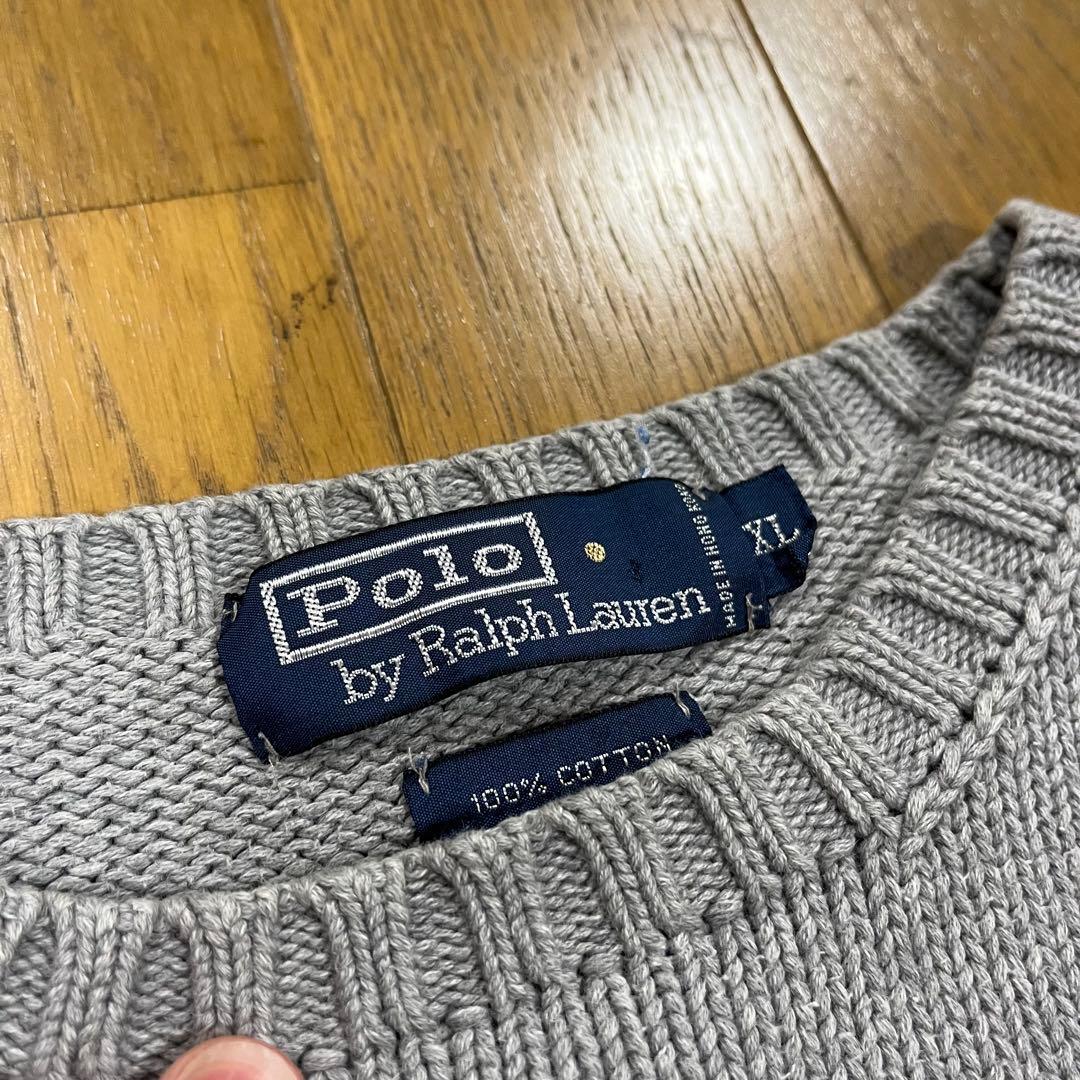 Polo
by Ralph Lauren
MADE IN HONG KONG
XL
100% COTTON